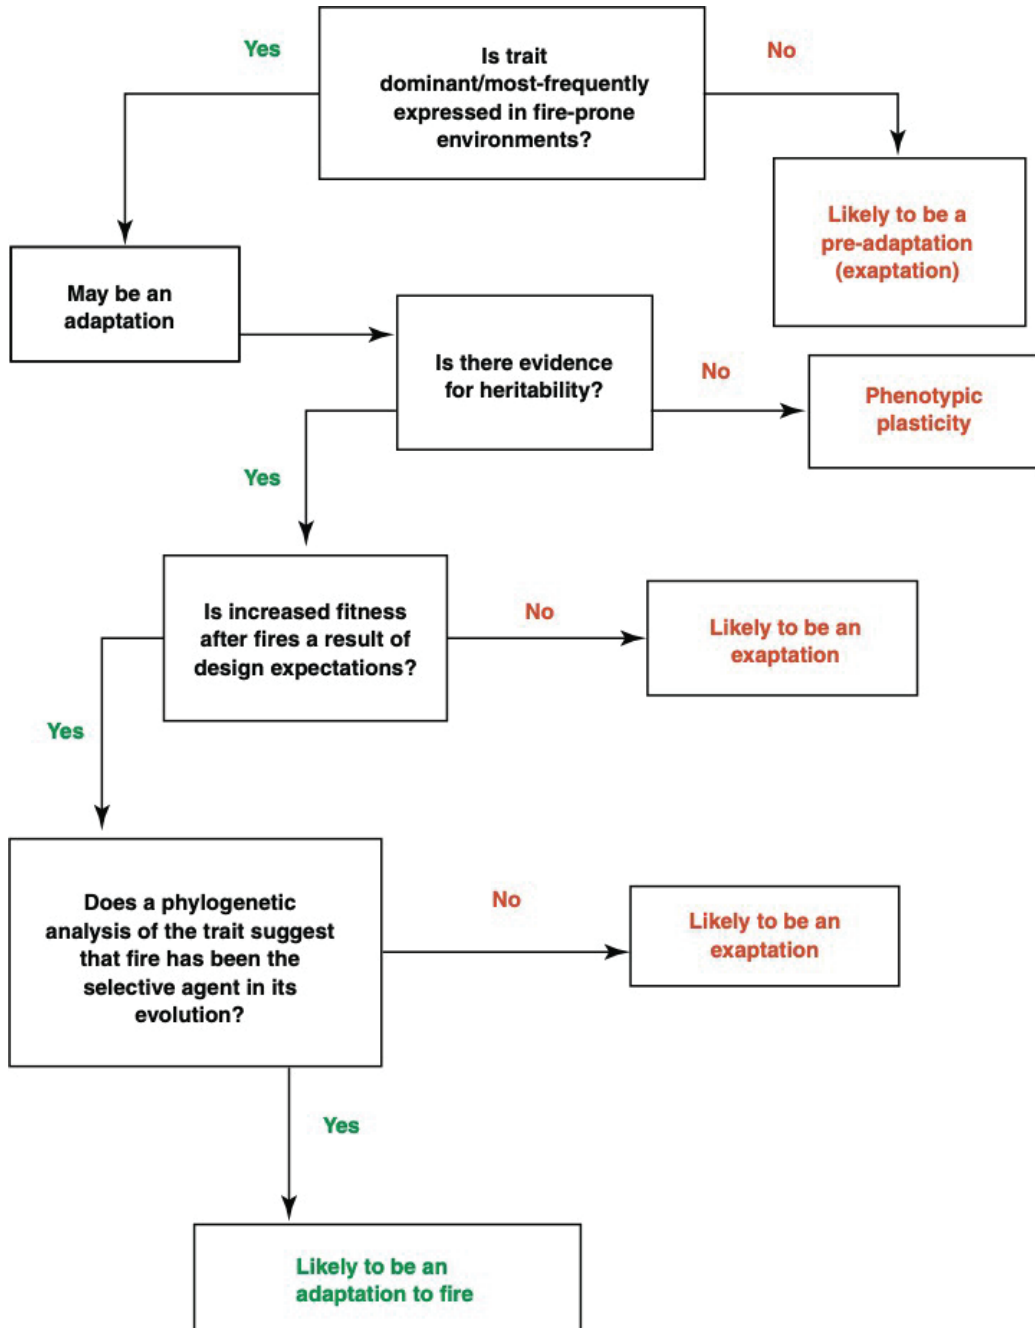 Yes
Is trait
dominant/most-frequently
expressed in fire-prone
environments?
No
Likely to be a
pre-adaptation
(exaptation)
May be an
adaptation
Is there evidence
for heritability?
No
Phenotypic
plasticity
Yes
Is increased fitness
after fires a result of
design expectations?
No
Likely to be an
exaptation
Yes
Does a phylogenetic
analysis of the trait suggest
that fire has been the
selective agent in its
evolution?
No
Likely to be an
exaptation
Yes
Likely to be an
adaptation to fire